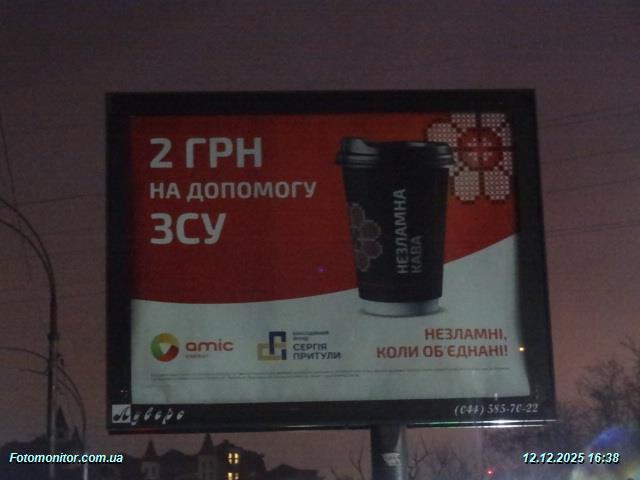 2 ГРН
НА ДОПОМОГУ
ЗСУ
НЕЗЛАМНА
КАВА
amic
ENERGY
БЛАГОДІЙНИЙ
ФОНД
СЕРГІЯ
ПРИТУЛИ
НЕЗЛАМНІ,
КОЛИ ОБ'ЄДНАНІ!
(044) 585-70-22
Fotomonitor.com.ua
12.12.2025 16:38